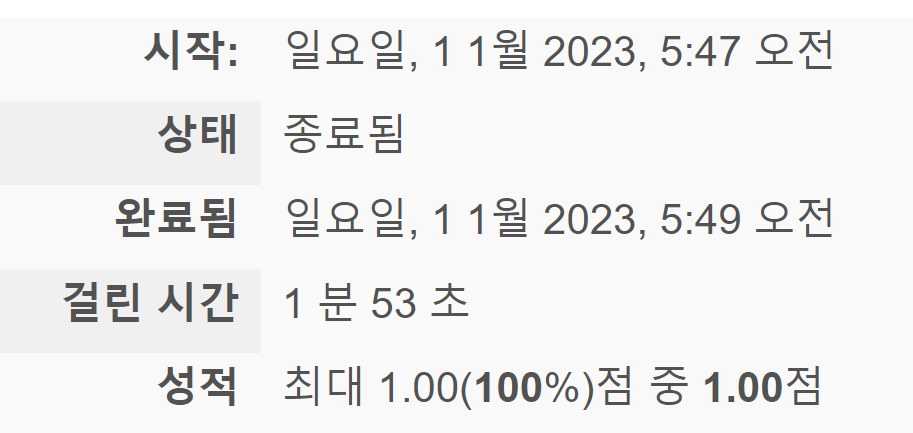 시작: 일요일, 1 1월 2023, 5:47 오전
상태 종료됨
완료됨 일요일, 1 1월 2023, 5:49 오전
걸린 시간 1 분 53 초
성적 최대 1.00(100%)점 중 1.00점